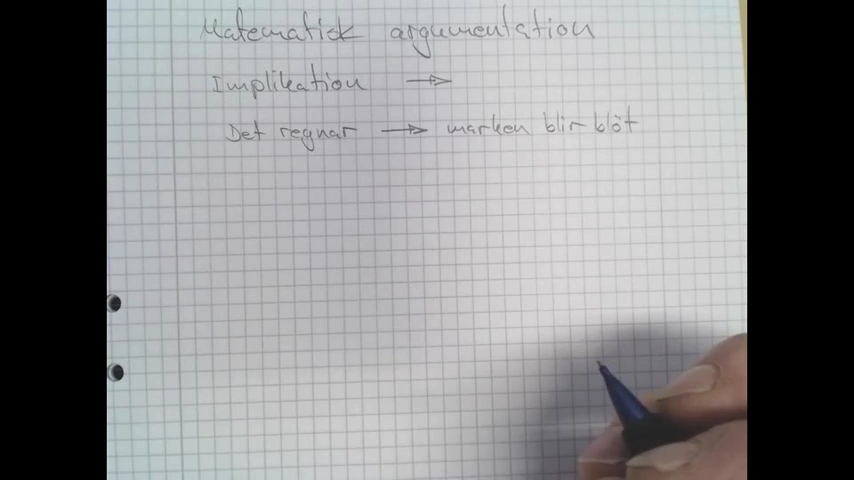 Matematisk argumentation
Implikation →
Det regnar → marken blir blöt